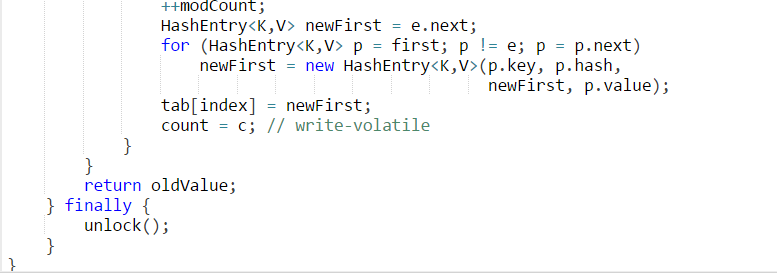 ++modCount;
HashEntry<K,V> newFirst = e.next;
for (HashEntry<K,V> p = first; p != e; p = p.next)
newFirst = new HashEntry<K,V>(p.key, p.hash,
newFirst, p.value);
tab[index] = newFirst;
count = c; // write-volatile
}
}
return oldValue;
} finally {
unlock();
}
}